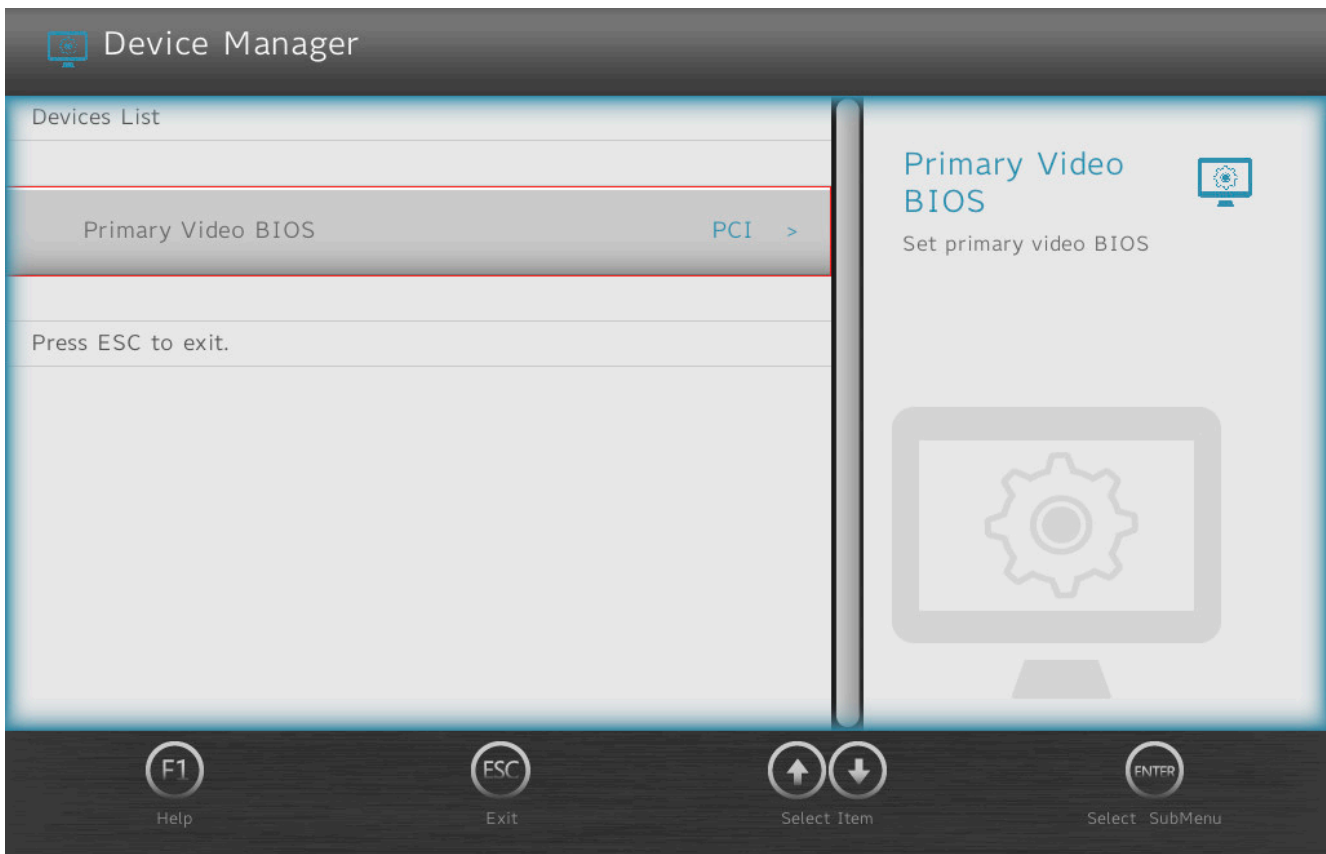 Device Manager
Devices List
Primary Video BIOS PCI >
Press ESC to exit.
Primary Video
BIOS
Set primary video BIOS
F1 ESC ENTER
Help Exit Select Item Select SubMenu